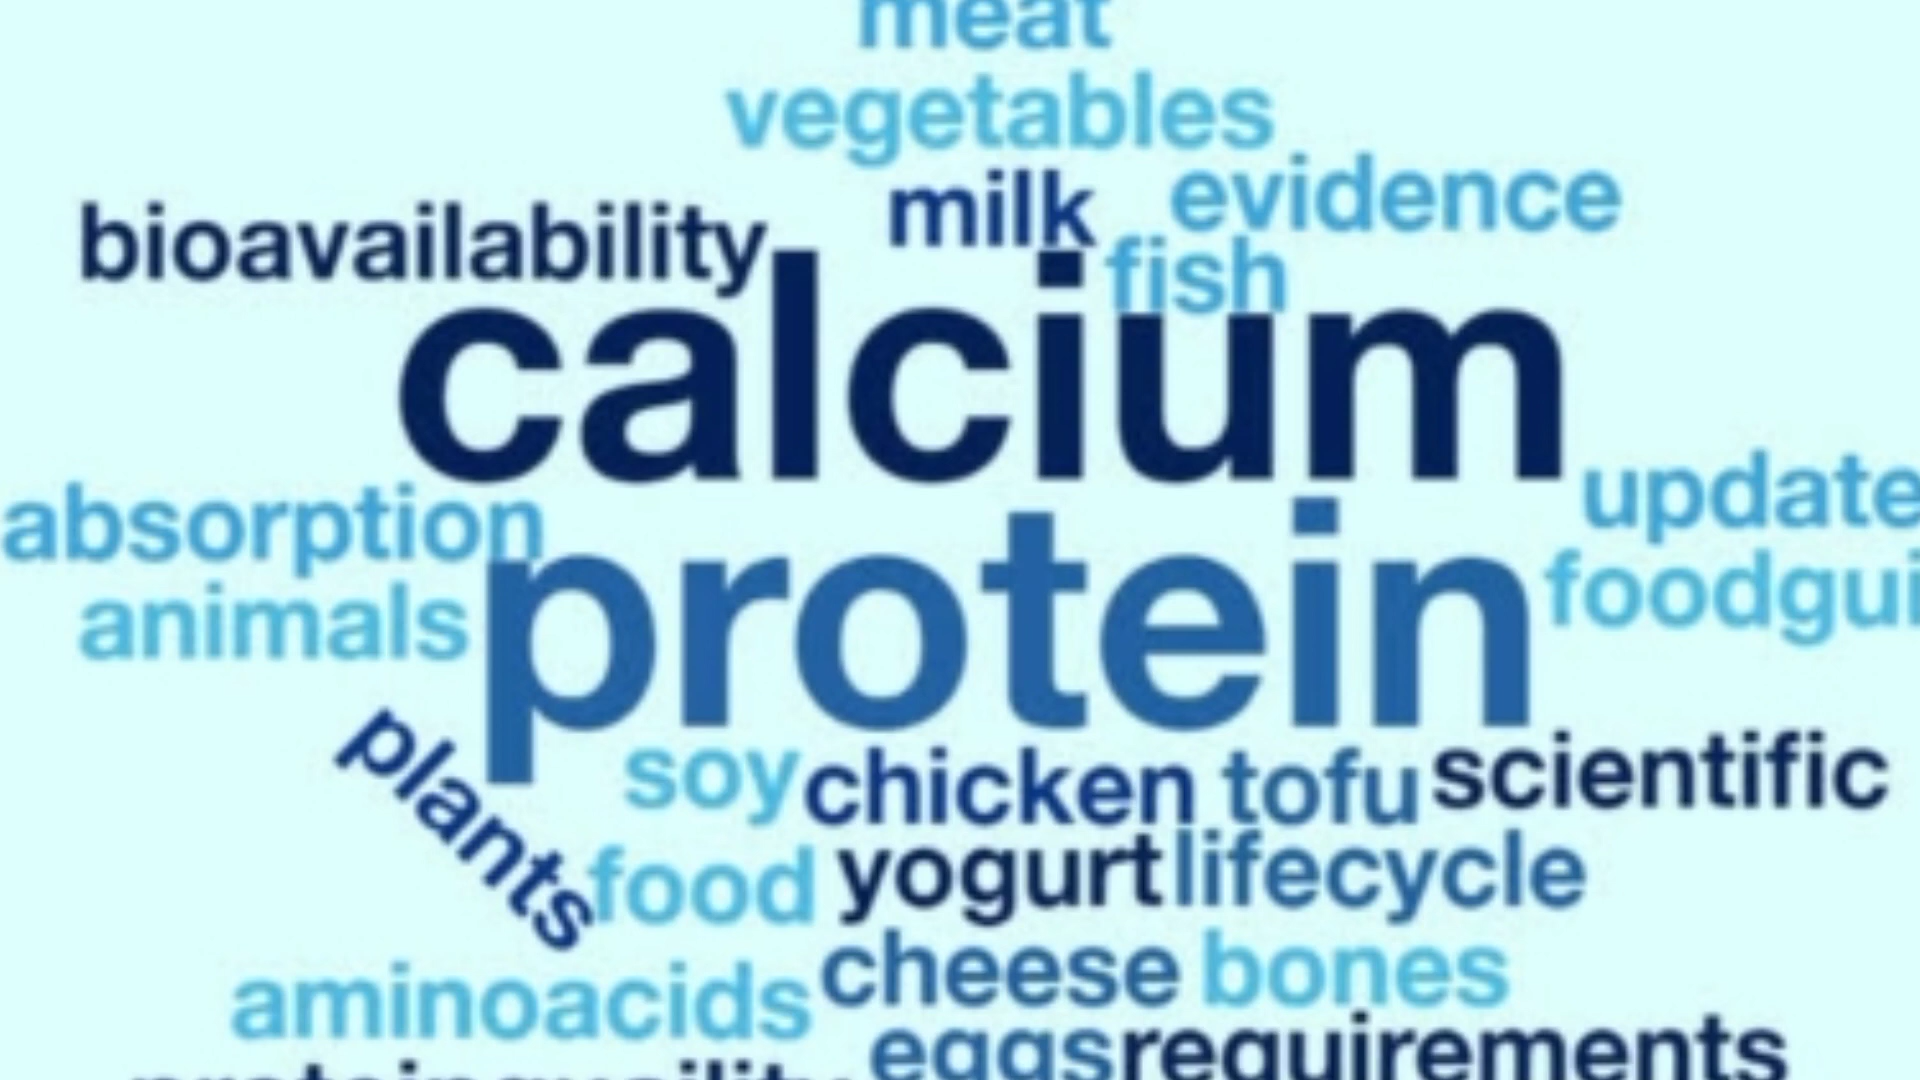 meat
vegetables
evidence
milk
bioavailability
fish
calcium
update
absorption
protein
foodgui
animals
plants
soy chicken tofu scientific
food yogurt lifecycle
cheese bones
aminoacids
eggs requirements